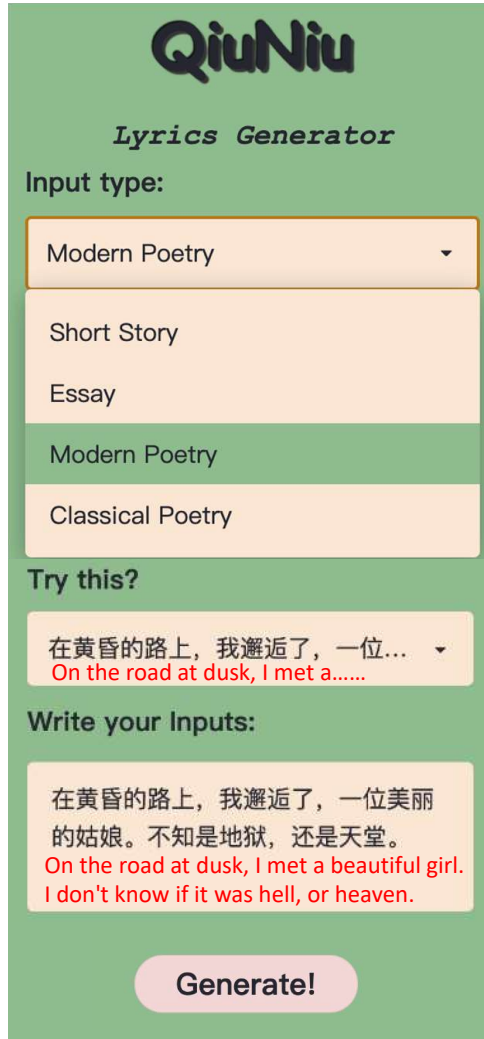 QiuNiu
Lyrics Generator
Input type:
Modern Poetry
Short Story
Essay
Modern Poetry
Classical Poetry
Try this?
在黄昏的路上，我邂逅了，一位...
On the road at dusk, I met a……
Write your Inputs:
在黄昏的路上，我邂逅了，一位美丽
的姑娘。不知是地狱，还是天堂。
On the road at dusk, I met a beautiful girl.
I don't know if it was hell, or heaven.
Generate!